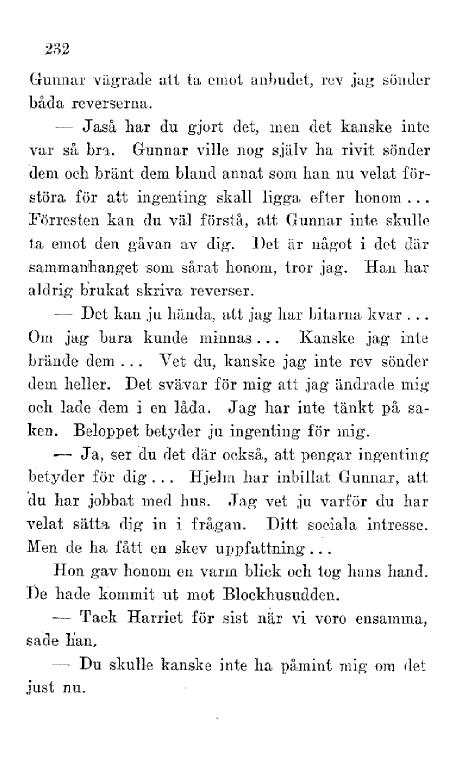 232
Gunnar vägrade att ta emot anbudet, rev jag sönder
båda reverserna.
— Jaså har du gjort det, men det kanske inte
var så bra. Gunnar ville nog själv ha rivit sönder
dem och bränt dem bland annat som han nu velat för-
störa för att ingenting skall ligga efter honom ...
Förresten kan du väl förstå, att Gunnar inte skulle
ta emot den gåvan av dig. Det är något i det där
sammanhanget som sårat honom, tror jag. Han har
aldrig brukat skriva reverser.
— Det kan ju hända, att jag har bitarna kvar ...
Om jag bara kunde minnas ... Kanske jag inte
brände dem ... Vet du, kanske jag inte rev sönder
dem heller. Det svävar för mig att jag ändrade mig
och lade dem i en låda. Jag har inte tänkt på sa-
ken. Beloppet betyder ju ingenting för mig.
— Ja, ser du det där också, att pengar ingenting
betyder för dig ... Hjelm har inbillat Gunnar, att
du har jobbat med hus. Jag vet ju varför du har
velat sätta dig in i frågan. Ditt sociala intresse.
Men de ha fått en skev uppfattning ...
Hon gav honom en varm blick och tog hans hand.
De hade kommit ut mot Blockhusudden.
— Tack Harriet för sist när vi voro ensamma,
sade han.
— Du skulle kanske inte ha påmint mig om det
just nu.